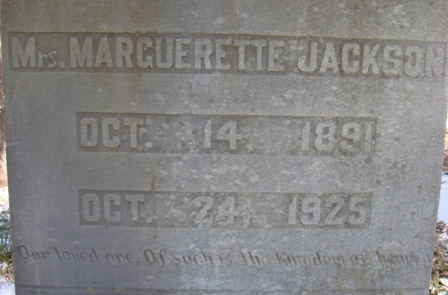 Mrs. MARGUERETTE JACKSON
OCT. 14. 1891
OCT. 24, 1925
Our loved one, Of such is the kingdom of heaven